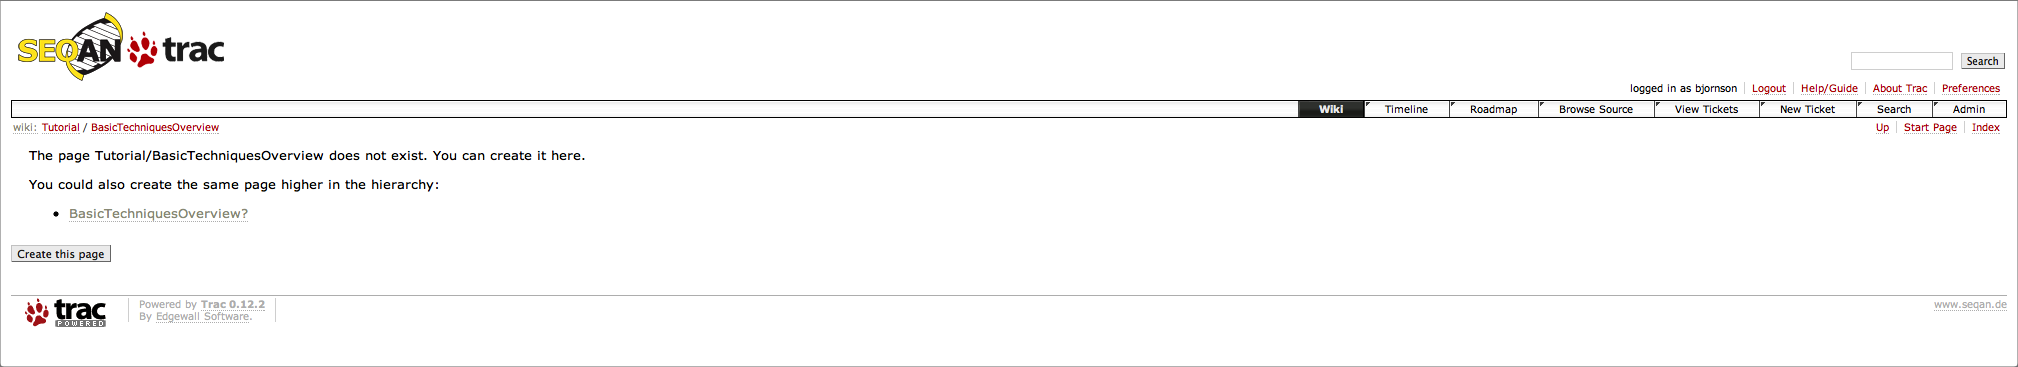 SEQAN trac
Search
logged in as bjornson Logout Help/Guide About Trac Preferences
Wiki Timeline Roadmap Browse Source View Tickets New Ticket Search Admin
wiki: Tutorial / BasicTechniquesOverview Up Start Page Index
The page Tutorial/BasicTechniquesOverview does not exist. You can create it here.
You could also create the same page higher in the hierarchy:
• BasicTechniquesOverview?
Create this page
trac POWERED
Powered by Trac 0.12.2
By Edgewall Software.
www.seqan.de